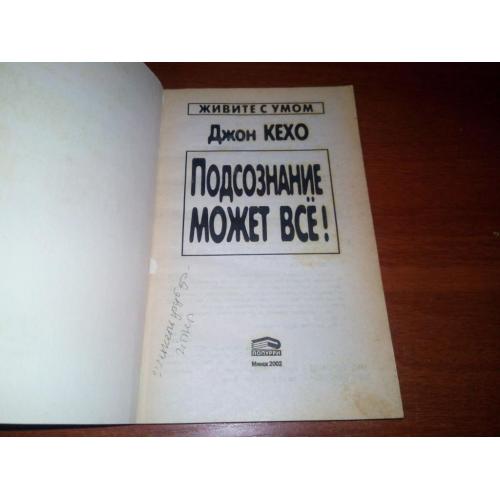 ЖИВИТЕ С УМОМ
Джон КЕХО
ПОДСОЗНАНИЕ
МОЖЕТ ВСЁ!
ПОПУРРИ
Минск 2002